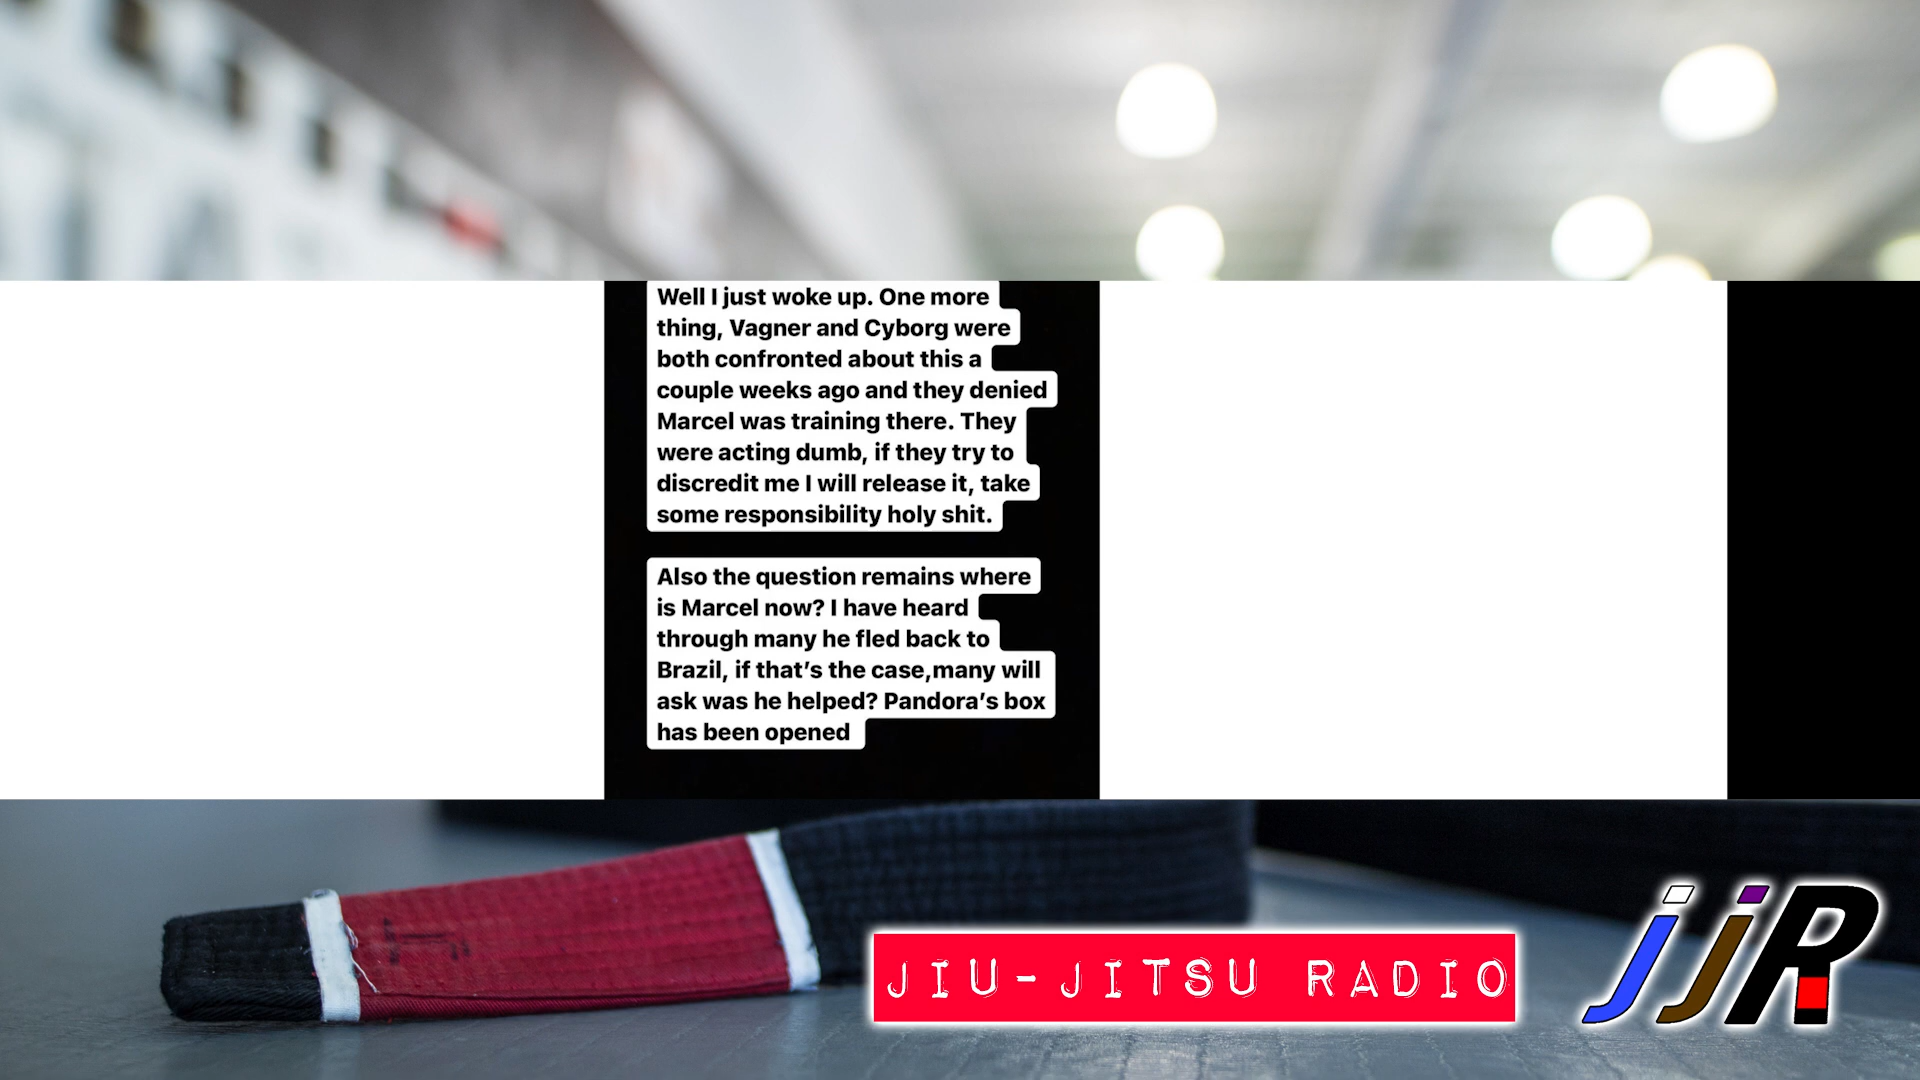 Well I just woke up. One more
thing, Vagner and Cyborg were
both confronted about this a
couple weeks ago and they denied
Marcel was training there. They
were acting dumb, if they try to
discredit me I will release it, take
some responsibility holy shit.
Also the question remains where
is Marcel now? I have heard
through many he fled back to
Brazil, if that’s the case,many will
ask was he helped? Pandora’s box
has been opened
JIU-JITSU RADIO
jjR